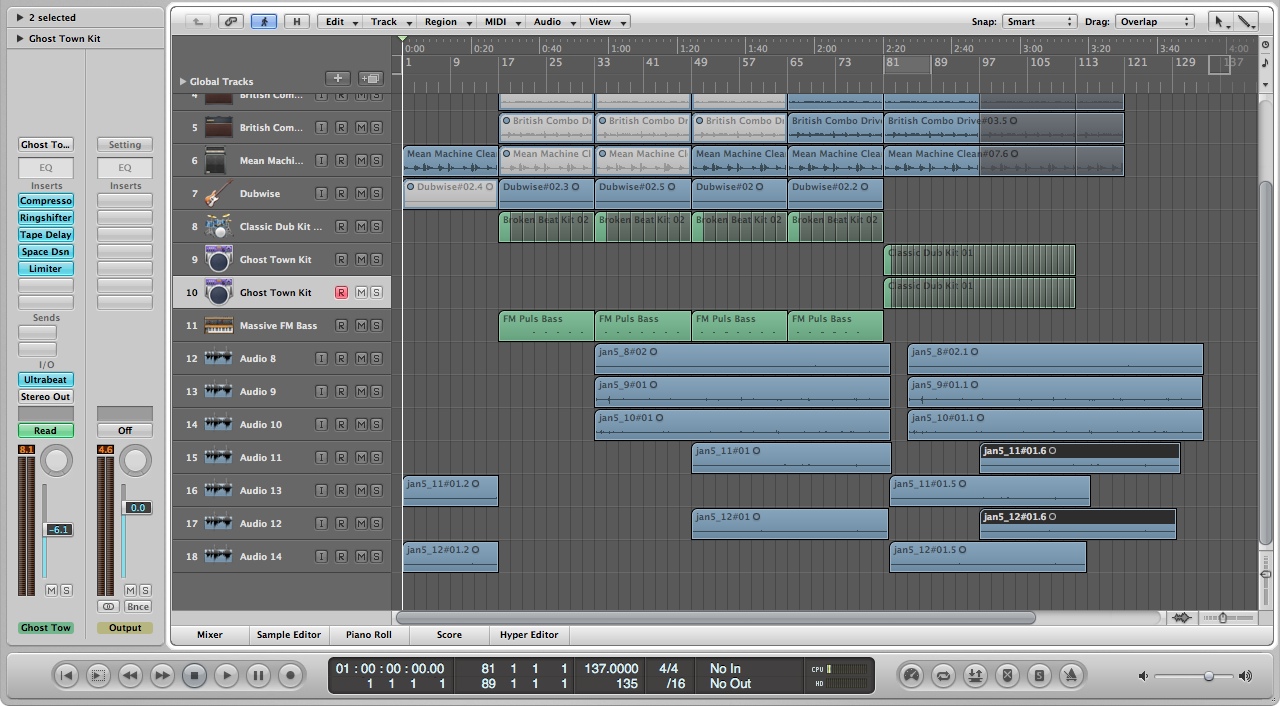 2 selected
Ghost Town Kit
Edit Track Region MIDI Audio View Snap: Smart Drag: Overlap
H
0:00 0:20 0:40 1:00 1:20 1:40 2:00 2:20 2:40 3:00 3:20 3:40 4:00
1 9 17 25 33 41 49 57 65 73 81 89 97 105 113 121 129 137
Global Tracks
4 British Com... I R M S
5 British Com... I R M S British Combo Dr British Combo Dr British Combo Dr British Combo Drive British Combo Drive#03.5
6 Mean Machi... I R M S Mean Machine Clea Mean Machine Cl Mean Machine Cl Mean Machine Clea Mean Machine Clea Mean Machine Clean#07.6
7 Dubwise I R M S Dubwise#02.4 Dubwise#02.3 Dubwise#02.5 Dubwise#02 Dubwise#02.2
8 Classic Dub Kit ... R M S Broken Beat Kit 02 Broken Beat Kit 02 Broken Beat Kit 02 Broken Beat Kit 02
9 Ghost Town Kit R M S Classic Dub Kit 01
10 Ghost Town Kit R M S Classic Dub Kit 01
11 Massive FM Bass R M S FM Puls Bass FM Puls Bass FM Puls Bass FM Puls Bass
12 Audio 8 I R M S jan5_8#02 jan5_8#02.1
13 Audio 9 I R M S jan5_9#01 jan5_9#01.1
14 Audio 10 I R M S jan5_10#01 jan5_10#01.1
15 Audio 11 I R M S jan5_11#01 jan5_11#01.6
16 Audio 13 I R M S jan5_11#01.2 jan5_11#01.5
17 Audio 12 I R M S jan5_12#01 jan5_12#01.6
18 Audio 14 I R M S jan5_12#01.2 jan5_12#01.5
Ghost To... Setting
EQ EQ
Inserts Inserts
Compresso
Ringshifter
Tape Delay
Space Dsn
Limiter
Sends
I/O
Ultrabeat
Stereo Out
Read Off
8.1 4.6
0.0
-6.1
M S M S
Bnce
Ghost Tow Output
Mixer Sample Editor Piano Roll Score Hyper Editor
01 : 00 : 00 : 00.00 81 1 1 1 137.0000 4/4 No In CPU
1 1 1 1 89 1 1 1 135 /16 No Out HD
S